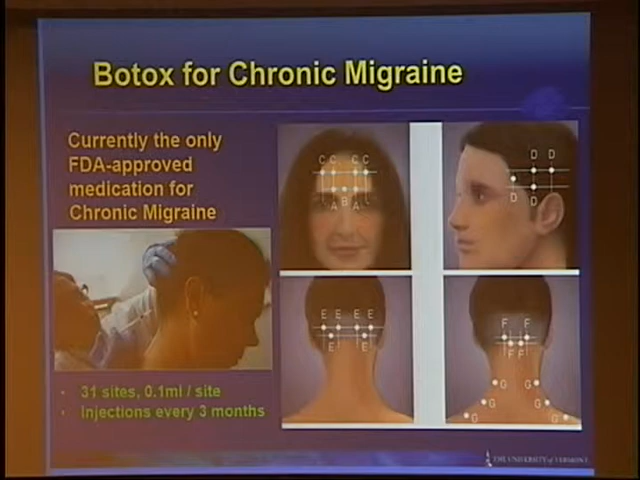 Botox for Chronic Migraine
Currently the only
FDA-approved
medication for
Chronic Migraine
C C C C
A B A
D D
D D
E E E E
E E
F F
F F
G G
G G
G G
· 31 sites, 0.1ml / site
· Injections every 3 months
THE UNIVERSITY of VERMONT